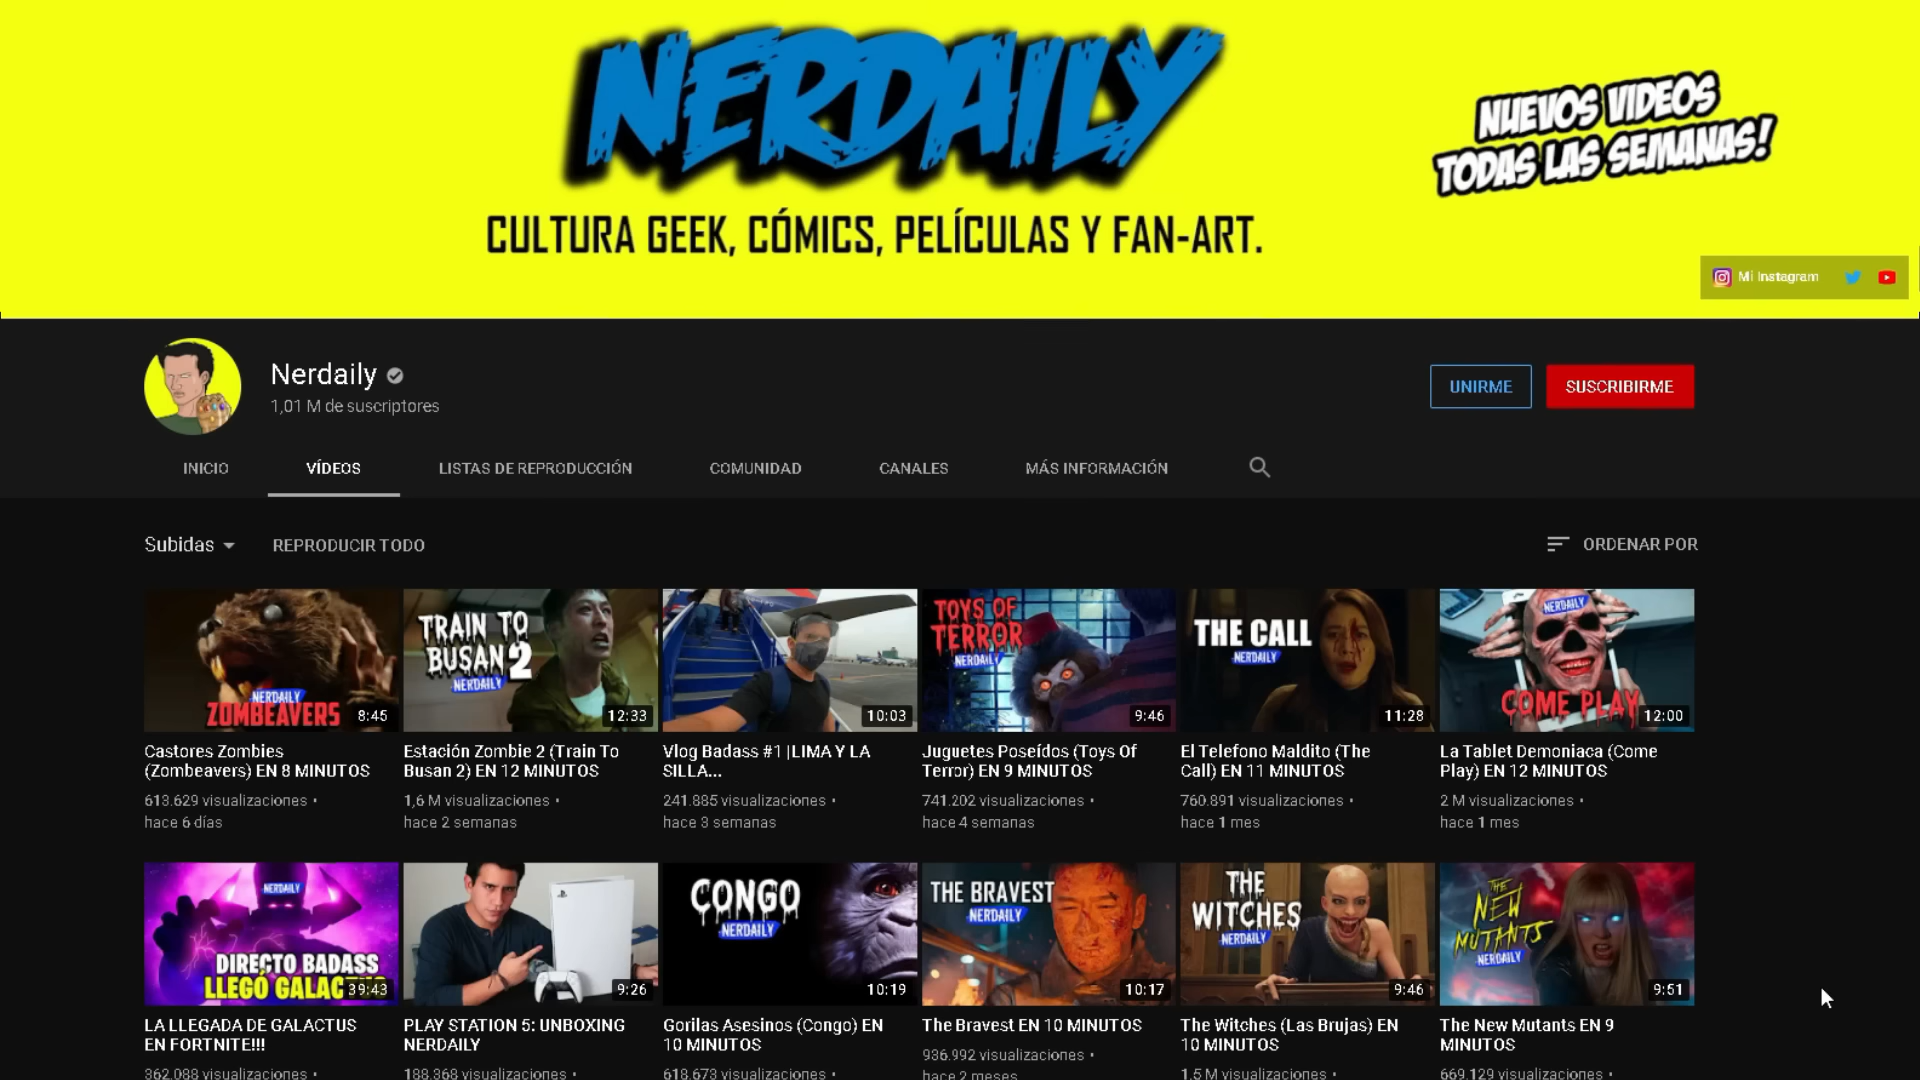 NERDAILY
CULTURA GEEK, CÓMICS, PELÍCULAS Y FAN-ART.
NUEVOS VIDEOS
TODAS LAS SEMANAS!
Mi Instagram
Nerdaily
1,01 M de suscriptores
UNIRME
SUSCRIBIRME
INICIO
VÍDEOS
LISTAS DE REPRODUCCIÓN
COMUNIDAD
CANALES
MÁS INFORMACIÓN
Subidas
REPRODUCIR TODO
ORDENAR POR
NERDAILY
ZOMBEAVERS
8:45
Castores Zombies
(Zombeavers) EN 8 MINUTOS
613.629 visualizaciones •
hace 6 días
TRAIN TO
BUSAN 2
NERDAILY
12:33
Estación Zombie 2 (Train To
Busan 2) EN 12 MINUTOS
1,6 M visualizaciones •
hace 2 semanas
10:03
Vlog Badass #1 |LIMA Y LA
SILLA...
241.885 visualizaciones •
hace 3 semanas
TOYS OF
TERROR
NERDAILY
9:46
Juguetes Poseídos (Toys Of
Terror) EN 9 MINUTOS
741.202 visualizaciones •
hace 4 semanas
THE CALL
NERDAILY
11:28
El Telefono Maldito (The
Call) EN 11 MINUTOS
760.891 visualizaciones •
hace 1 mes
NERDAILY
COME PLAY
12:00
La Tablet Demoniaca (Come
Play) EN 12 MINUTOS
2 M visualizaciones •
hace 1 mes
NERDAILY
DIRECTO BADASS
LLEGÓ
39:43
LA LLEGADA DE GALACTUS
EN FORTNITE!!!
362.088 visualizaciones •
9:26
PLAY STATION 5: UNBOXING
NERDAILY
188.368 visualizaciones •
CONGO
NERDAILY
10:19
Gorilas Asesinos (Congo) EN
10 MINUTOS
618.673 visualizaciones •
THE BRAVEST
NERDAILY
10:17
The Bravest EN 10 MINUTOS
936.992 visualizaciones •
hace 2 meses
THE
WITCHES
NERDAILY
9:46
The Witches (Las Brujas) EN
10 MINUTOS
1,5 M visualizaciones •
THE
NEW
MUTANTS
NERDAILY
9:51
The New Mutants EN 9
MINUTOS
669.129 visualizaciones •